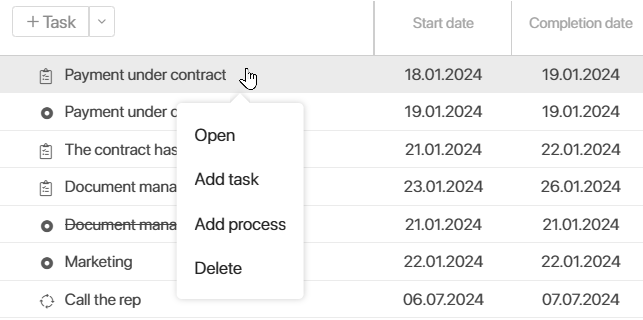 + Task
Start date
Completion date
Payment under contract
18.01.2024
19.01.2024
Payment under
19.01.2024
19.01.2024
The contract has
21.01.2024
22.01.2024
Document mana
23.01.2024
26.01.2024
Document mana
21.01.2024
21.01.2024
Marketing
22.01.2024
22.01.2024
Call the rep
06.07.2024
07.07.2024
Open
Add task
Add process
Delete